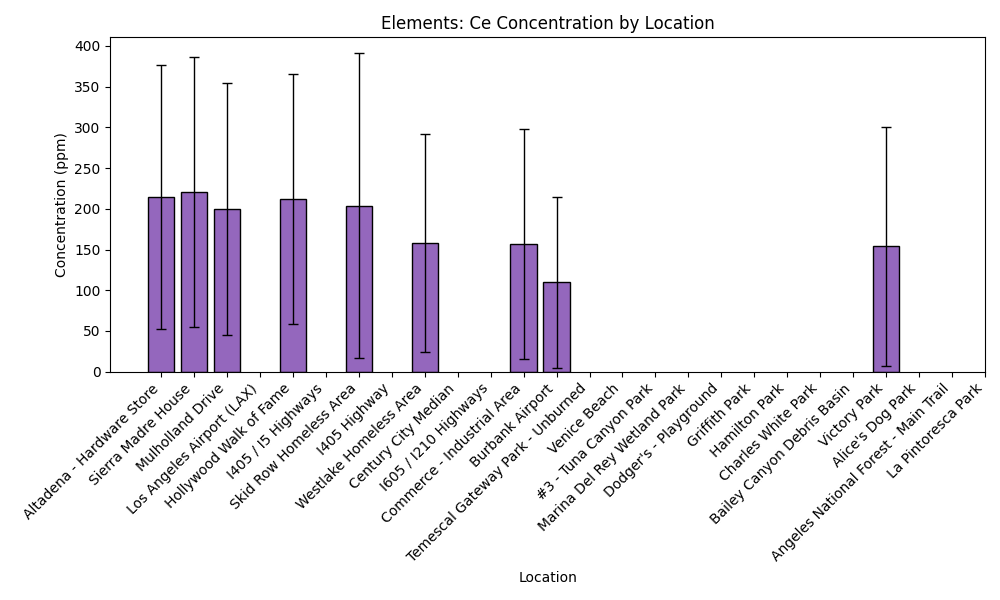 Elements: Ce Concentration by Location
Concentration (ppm)
400
350
300
250
200
150
100
50
0
Altadena - Hardware Store
Sierra Madre House
Mulholland Drive
Los Angeles Airport (LAX)
Hollywood Walk of Fame
I405 / I5 Highways
Skid Row Homeless Area
I405 Highway
Westlake Homeless Area
Century City Median
I605 / I210 Highways
Commerce - Industrial Area
Burbank Airport
Temescal Gateway Park - Unburned
Venice Beach
#3 - Tuna Canyon Park
Marina Del Rey Wetland Park
Dodger's - Playground
Griffith Park
Hamilton Park
Charles White Park
Bailey Canyon Debris Basin
Victory Park
Alice's Dog Park
Angeles National Forest - Main Trail
La Pintoresca Park
Location